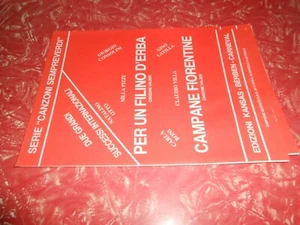 SERIE "CANZONI SEMPREVERDI"
DUE GRANDI
SUCCESSI INTERNAZIONALI
GIORGIO
CONSOLINI
NILLA PIZZI
PER UN FILINO D'ERBA
GINO
LATILLA
CLAUDIO VILLA
CARLA
BONI
CAMPANE FIORENTINE
EDIZIONI KANSAS - BERBEN - CARNEVAL